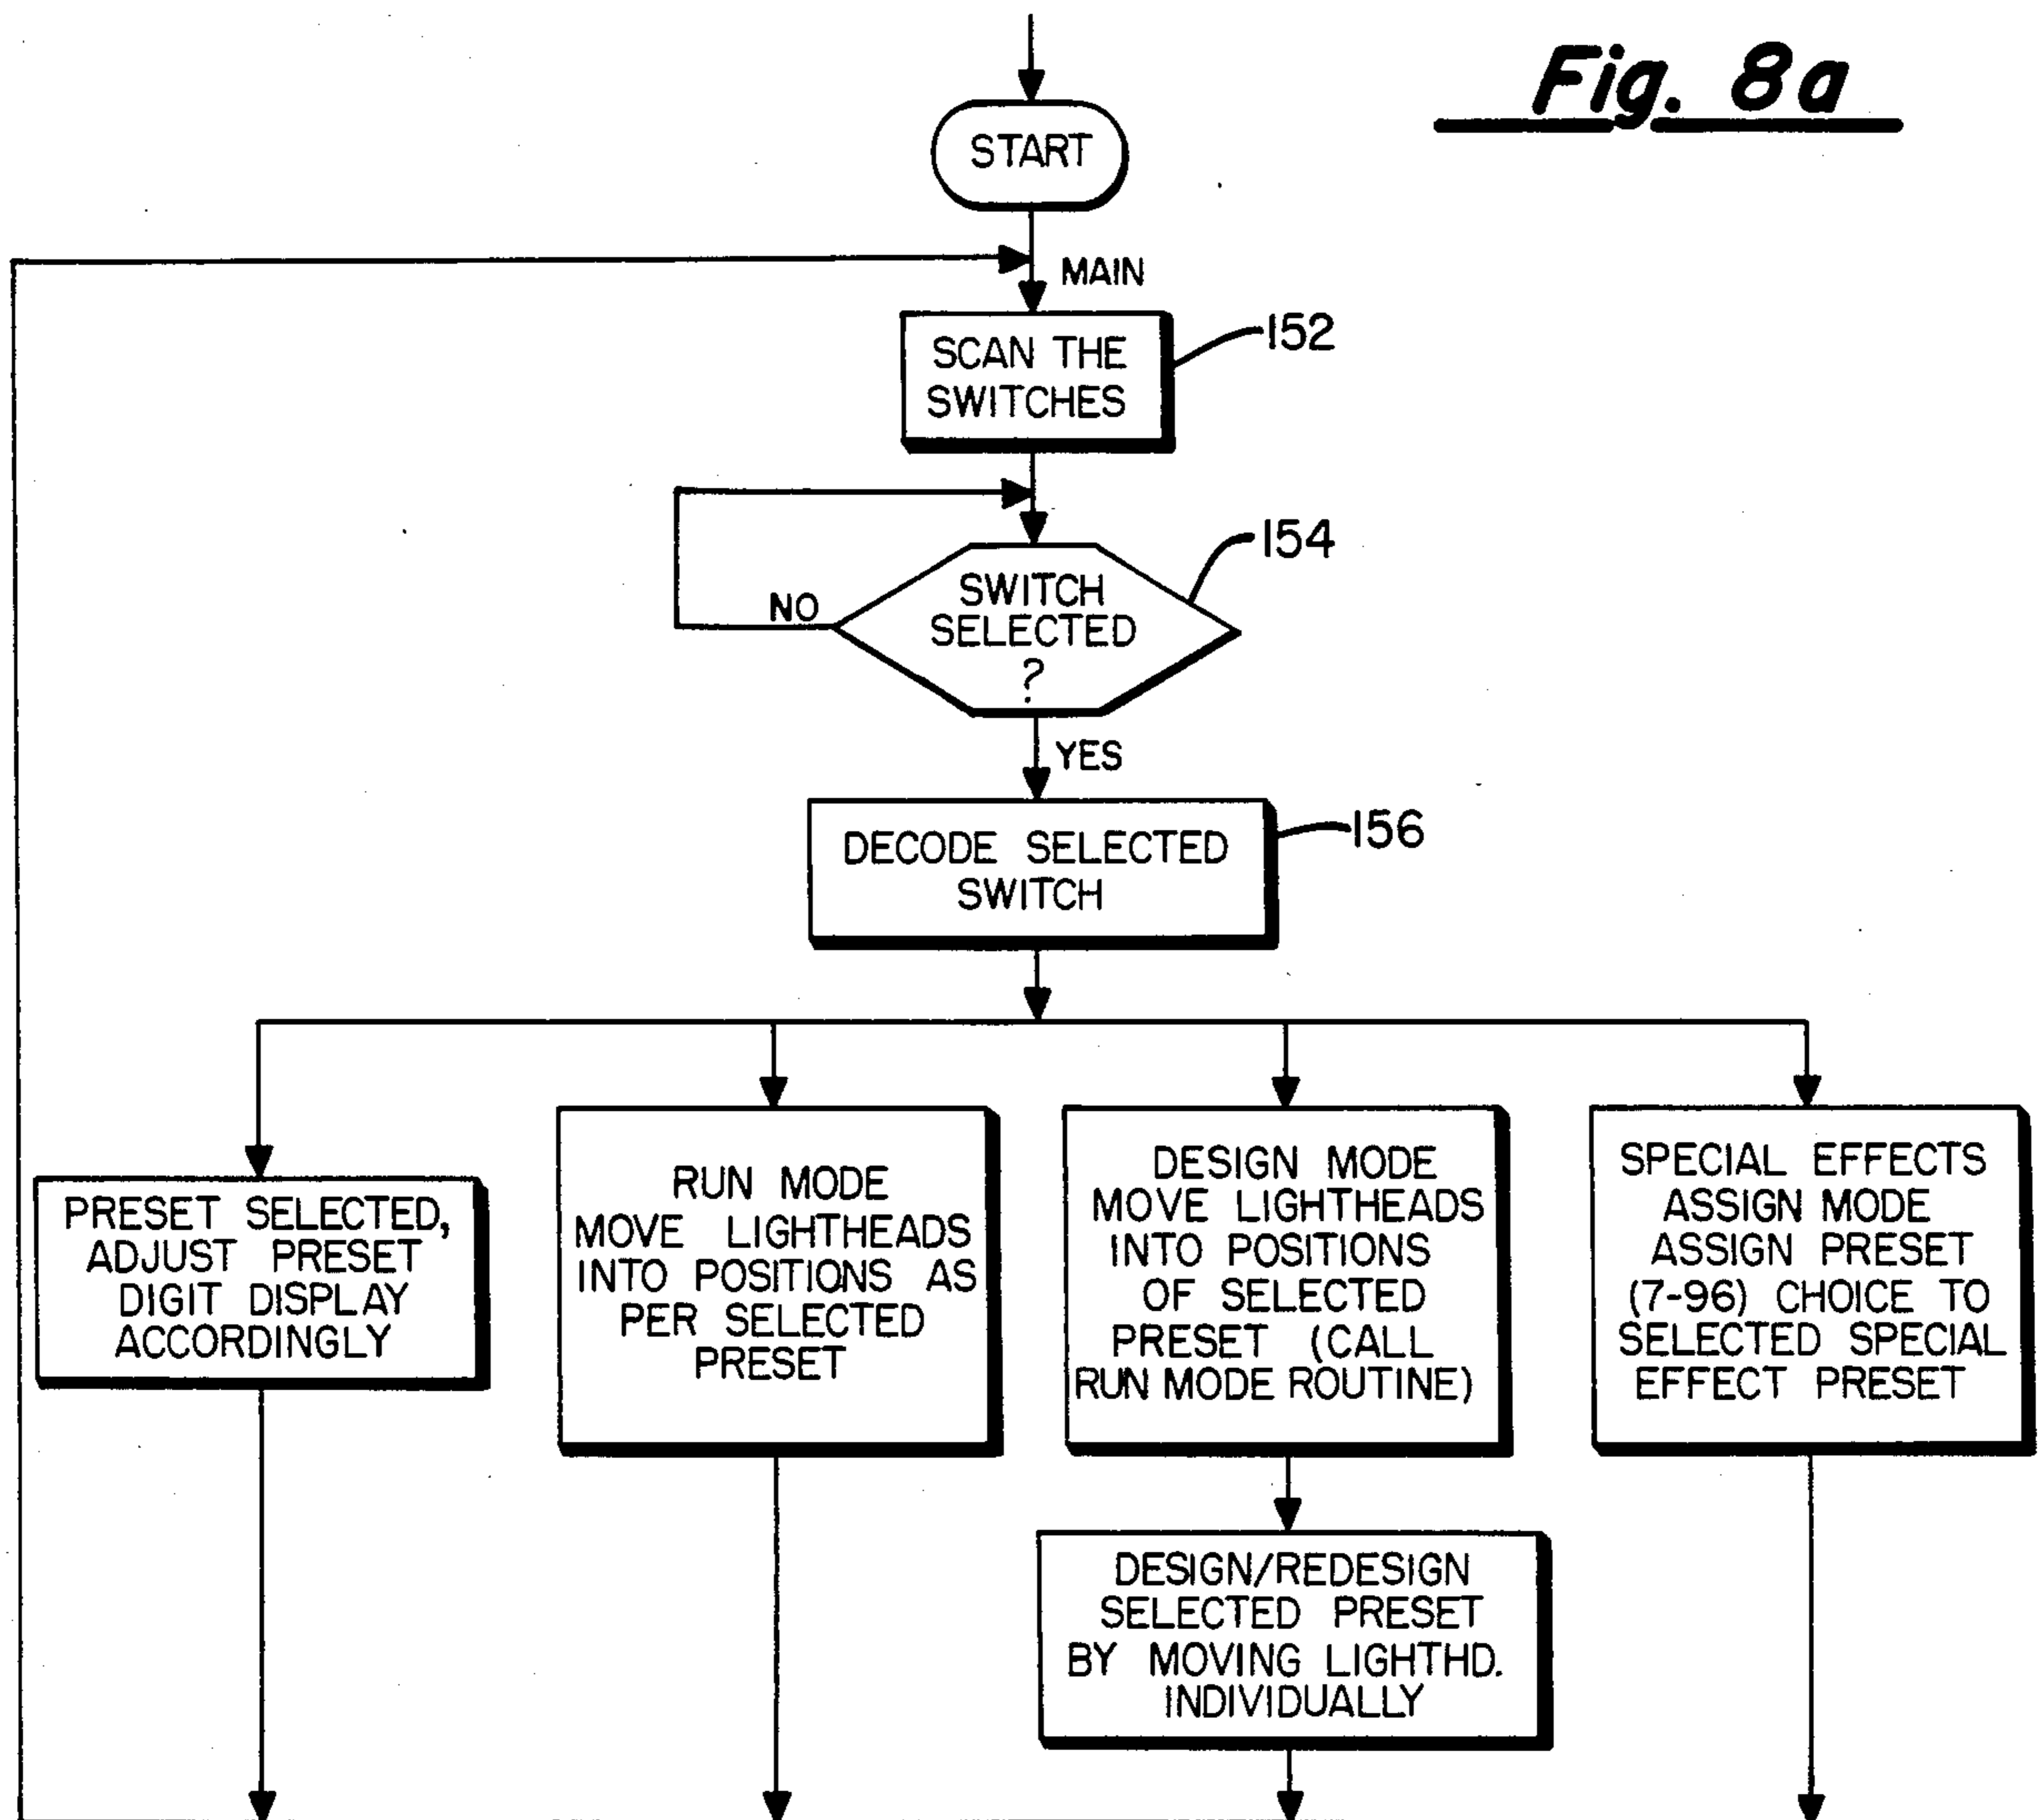 Fig. 8a
START
MAIN
SCAN THE
SWITCHES
152
SWITCH
SELECTED
?
154
NO
YES
DECODE SELECTED
SWITCH
156
PRESET SELECTED,
ADJUST PRESET
DIGIT DISPLAY
ACCORDINGLY
RUN MODE
MOVE LIGHTHEADS
INTO POSITIONS AS
PER SELECTED
PRESET
DESIGN MODE
MOVE LIGHTHEADS
INTO POSITIONS
OF SELECTED
PRESET (CALL
RUN MODE ROUTINE)
SPECIAL EFFECTS
ASSIGN MODE
ASSIGN PRESET
(7-96) CHOICE TO
SELECTED SPECIAL
EFFECT PRESET
DESIGN/REDESIGN
SELECTED PRESET
BY MOVING LIGHTHD.
INDIVIDUALLY